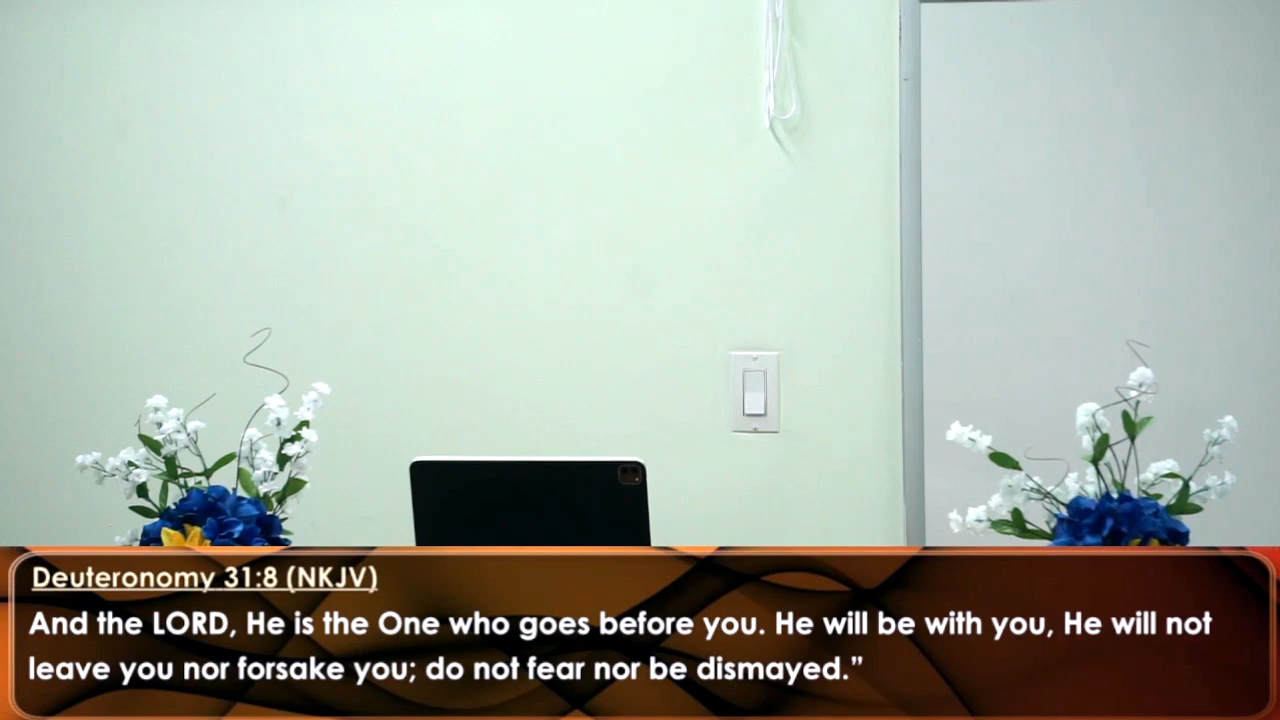 Deuteronomy 31:8 (NKJV)
And the LORD, He is the One who goes before you. He will be with you, He will not
leave you nor forsake you; do not fear nor be dismayed.”